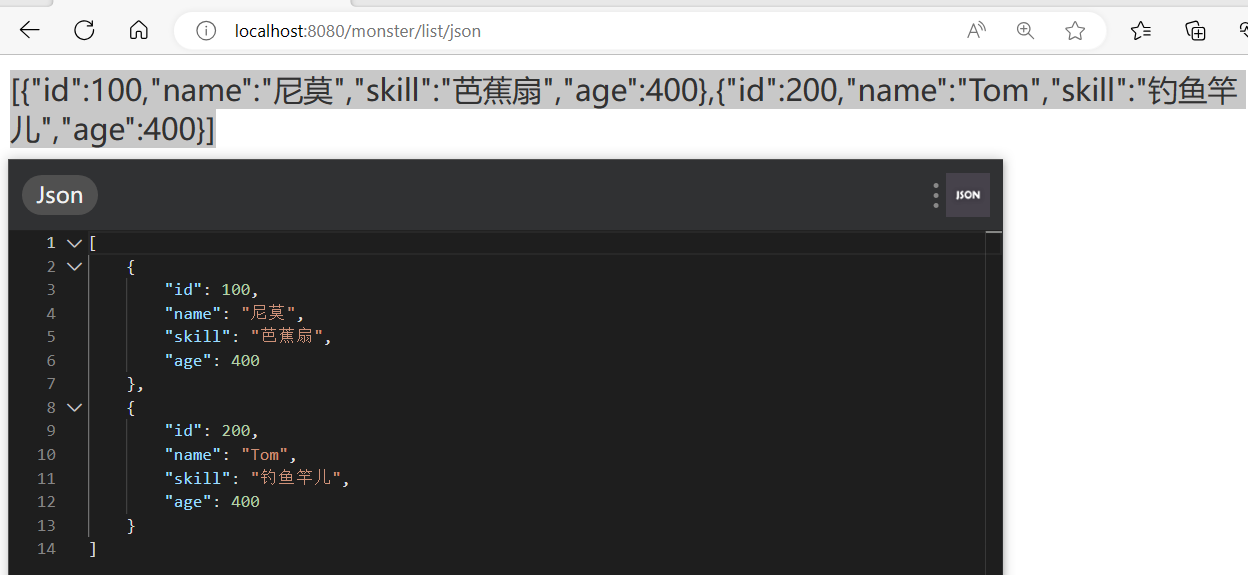 localhost:8080/monster/list/json
[{"id":100,"name":"尼莫","skill":"芭蕉扇","age":400},{"id":200,"name":"Tom","skill":"钓鱼竿
儿","age":400}]
Json
JSON
1 [
2 {
3 "id": 100,
4 "name": "尼莫",
5 "skill": "芭蕉扇",
6 "age": 400
7 },
8 {
9 "id": 200,
10 "name": "Tom",
11 "skill": "钓鱼竿儿",
12 "age": 400
13 }
14 ]